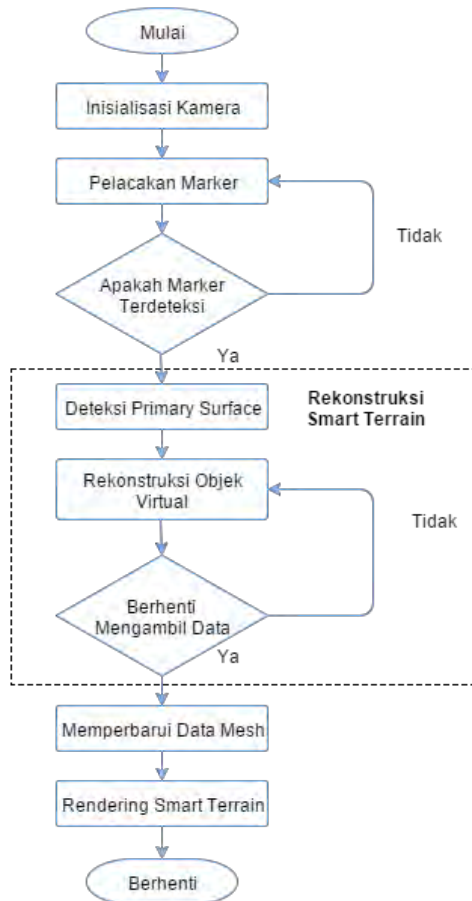 Mulai
Inisialisasi Kamera
Pelacakan Marker
Tidak
Apakah Marker
Terdeteksi
Ya
Rekonstruksi
Smart Terrain
Deteksi Primary Surface
Rekonstruksi Objek
Virtual
Tidak
Berhenti
Mengambil Data
Ya
Memperbarui Data Mesh
Rendering Smart Terrain
Berhenti